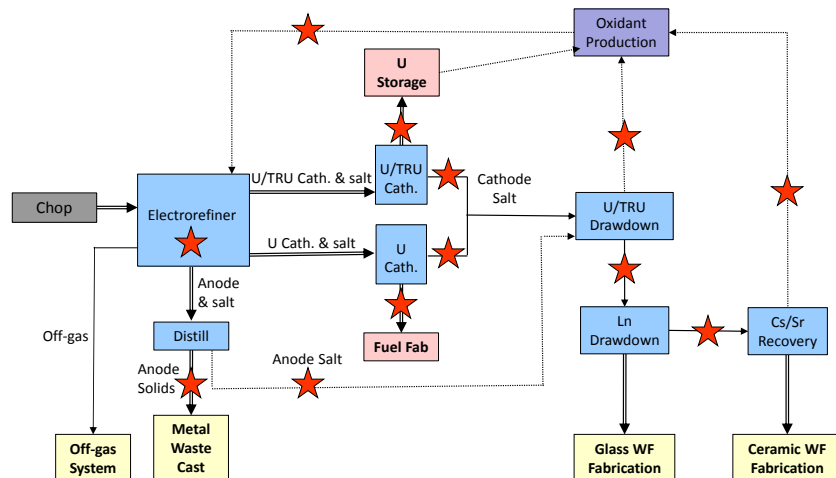 Oxidant
Production
U
Storage
U/TRU Cath. & salt
U/TRU
Cath.
Cathode
Salt
Chop
Electrorefiner
U/TRU
Drawdown
U Cath. & salt
U
Cath.
Anode
& salt
Off-gas
Distill
Fuel Fab
Ln
Drawdown
Cs/Sr
Recovery
Anode Salt
Anode
Solids
Off-gas
System
Metal
Waste
Cast
Glass WF
Fabrication
Ceramic WF
Fabrication